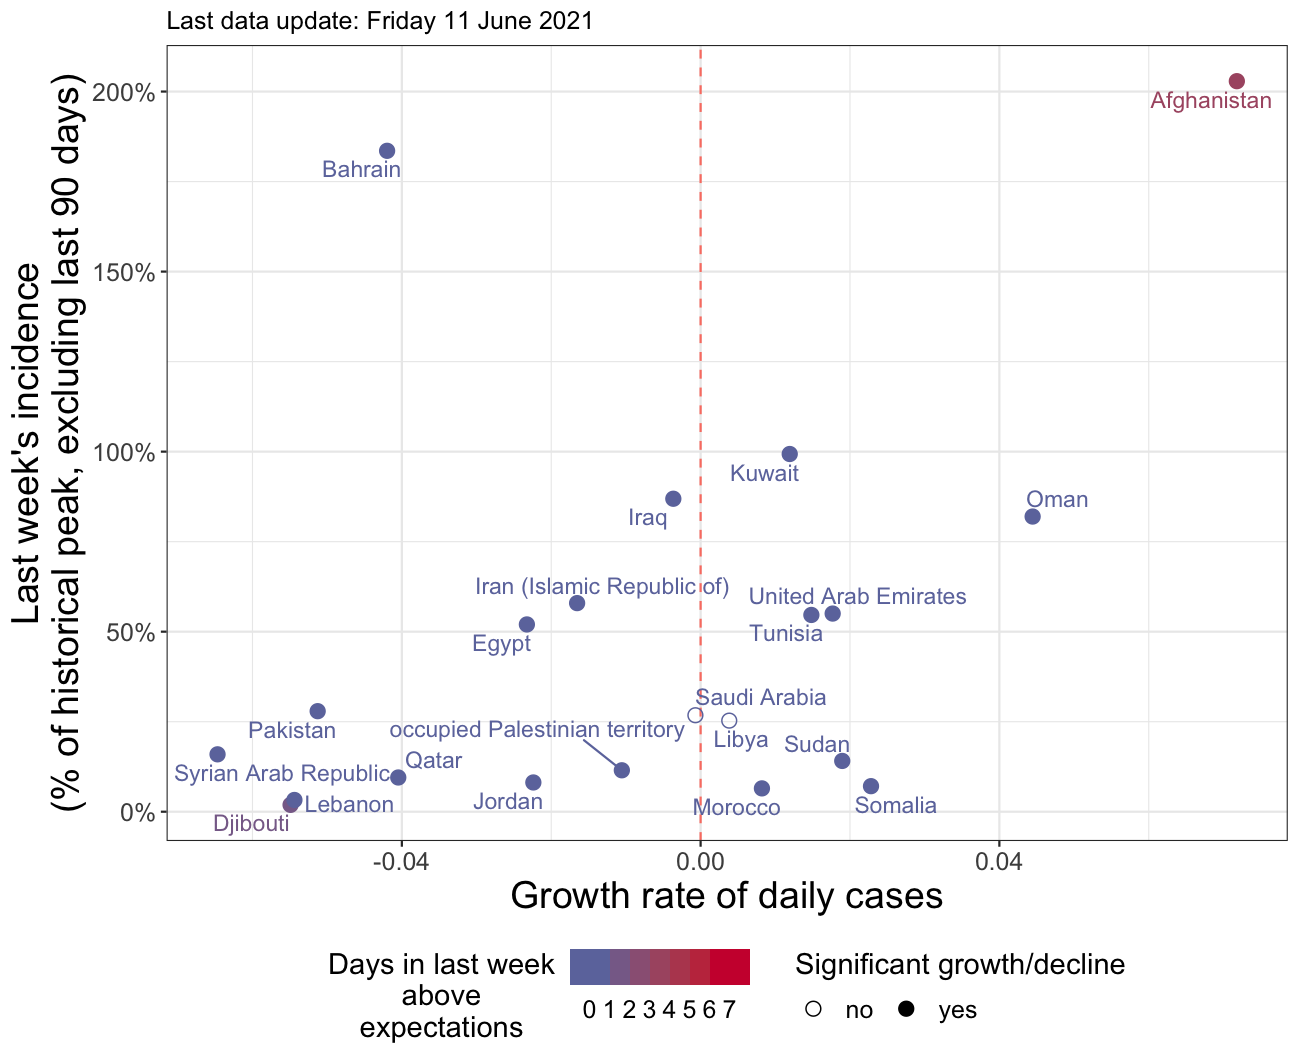 Last data update: Friday 11 June 2021
Last week's incidence
(% of historical peak, excluding last 90 days)
200%
150%
100%
50%
0%
Afghanistan
Bahrain
Kuwait
Iraq
Oman
Iran (Islamic Republic of)
United Arab Emirates
Egypt
Tunisia
Saudi Arabia
Pakistan
occupied Palestinian territory
Libya
Sudan
Qatar
Syrian Arab Republic
Jordan
Lebanon
Morocco
Somalia
Djibouti
-0.04
0.00
0.04
Growth rate of daily cases
Days in last week
above
expectations
0 1 2 3 4 5 6 7
Significant growth/decline
no
yes